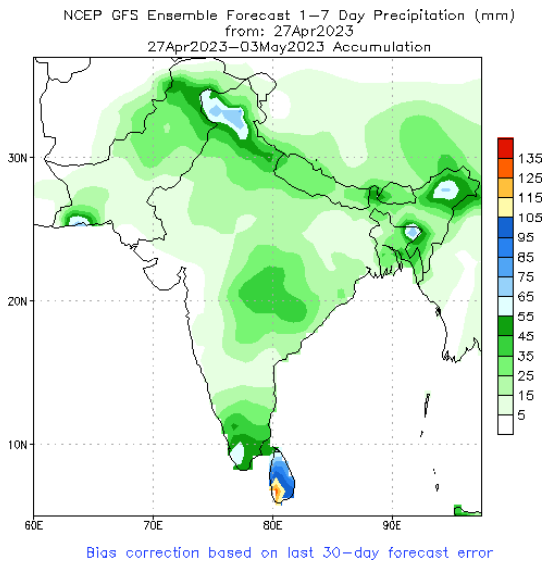 NCEP GFS Ensemble Forecast 1-7 Day Precipitation (mm)
from: 27Apr2023
27Apr2023-03May2023 Accumulation
30N
20N
10N
60E
70E
80E
90E
135
125
115
105
95
85
75
65
55
45
35
25
15
5
Bias correction based on last 30-day forecast error